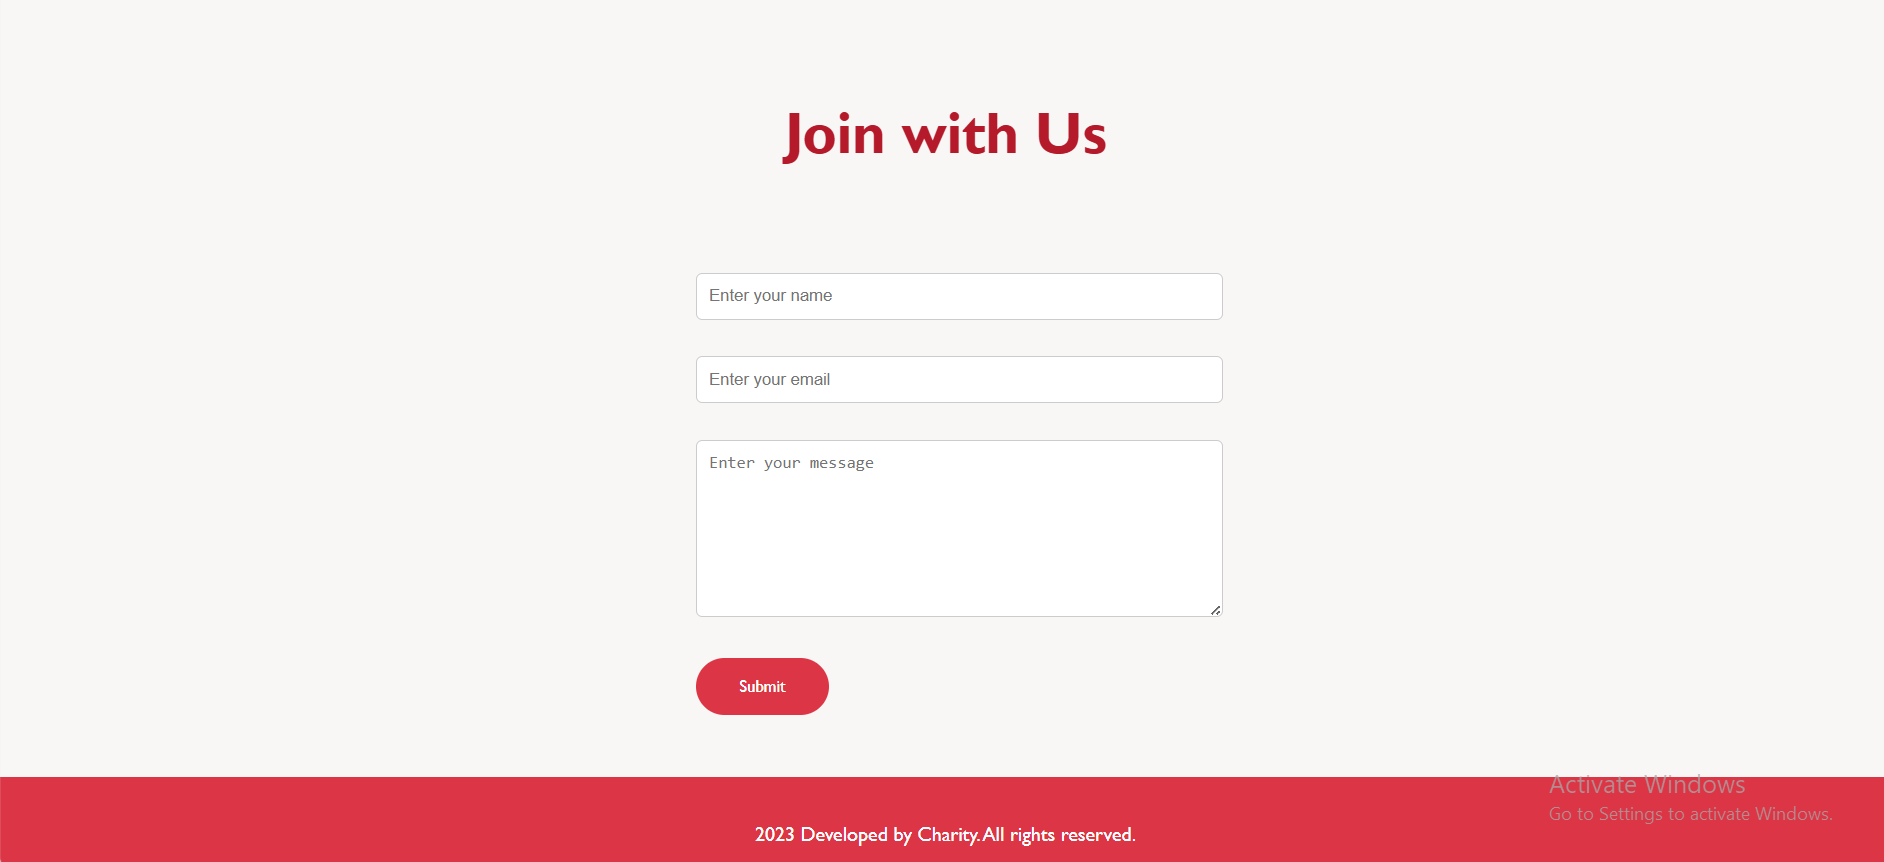 Join with Us
Enter your name
Enter your email
Enter your message
Submit
Activate Windows
Go to Settings to activate Windows.
2023 Developed by Charity. All rights reserved.